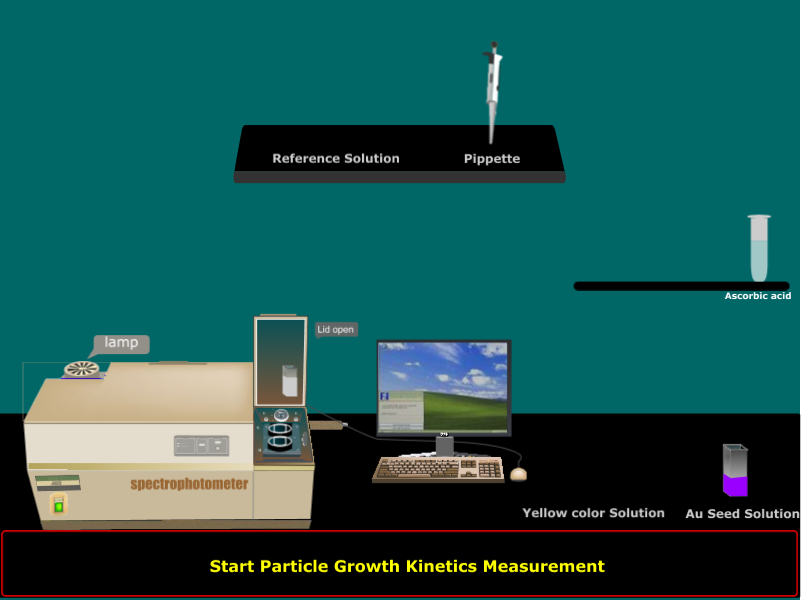 Reference Solution
Pippette
Ascorbic acid
Lid open
lamp
spectrophotometer
Yellow color Solution
Au Seed Solution
Start Particle Growth Kinetics Measurement